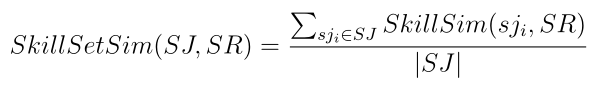 SkillSetSim(SJ, SR) = \frac{\sum_{sj_i \in SJ} SkillSim(sj_i, SR)}{|SJ|}